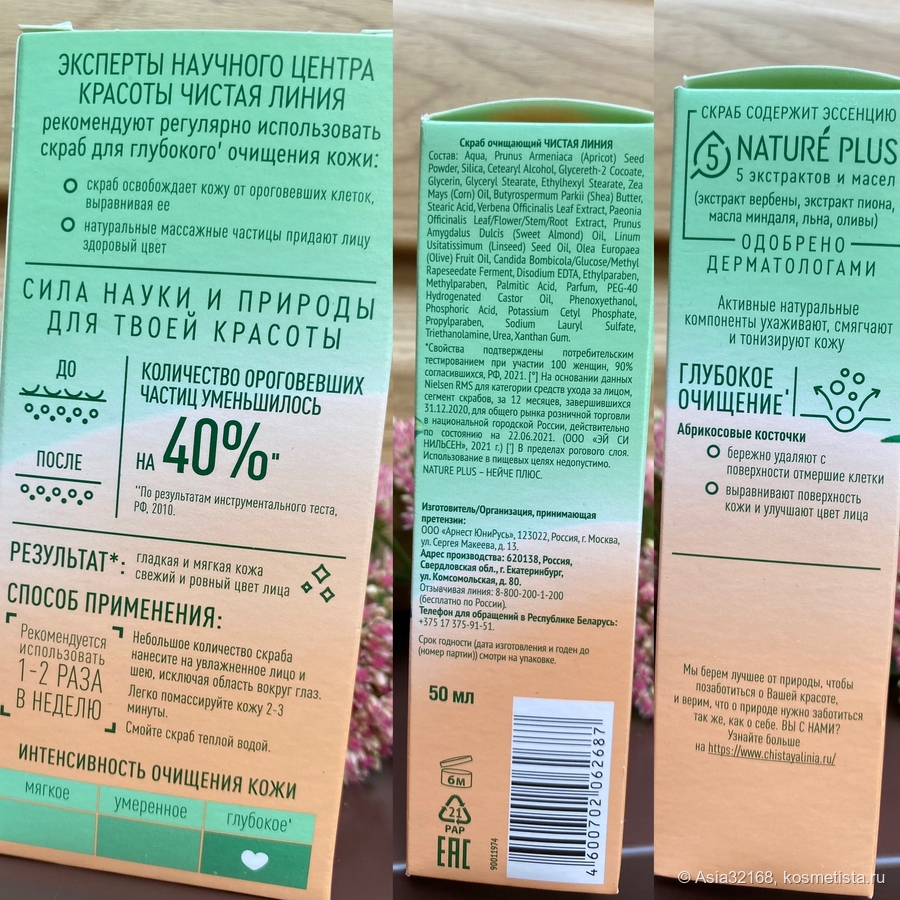 ЭКСПЕРТЫ НАУЧНОГО ЦЕНТРА
КРАСОТЫ ЧИСТАЯ ЛИНИЯ
рекомендуют регулярно использовать
скраб для глубокого¹ очищения кожи:
скраб освобождает кожу от ороговевших клеток,
выравнивая ее
натуральные массажные частицы придают лицу
здоровый цвет
СИЛА НАУКИ И ПРИРОДЫ
ДЛЯ ТВОЕЙ КРАСОТЫ
ДО
ПОСЛЕ
КОЛИЧЕСТВО ОРОГОВЕВШИХ
ЧАСТИЦ УМЕНЬШИЛОСЬ
НА 40%**
**По результатам инструментального теста,
РФ, 2010.
РЕЗУЛЬТАТ*:
гладкая и мягкая кожа
свежий и ровный цвет лица
СПОСОБ ПРИМЕНЕНИЯ:
Рекомендуется
использовать
1-2 РАЗА
В НЕДЕЛЮ
Небольшое количество скраба
нанесите на увлажненное лицо и
шею, исключая область вокруг глаз.
Легко помассируйте кожу 2-3
минуты.
Смойте скраб теплой водой.
ИНТЕНСИВНОСТЬ ОЧИЩЕНИЯ КОЖИ
мягкое
умеренное
глубокое¹
Скраб очищающий ЧИСТАЯ ЛИНИЯ
Состав: Aqua, Prunus Armeniaca (Apricot) Seed
Powder, Silica, Cetearyl Alcohol, Glycereth-2 Cocoate,
Glycerin, Glyceryl Stearate, Ethylhexyl Stearate, Zea
Mays (Corn) Oil, Butyrospermum Parkii (Shea) Butter,
Stearic Acid, Verbena Officinalis Leaf Extract, Paeonia
Officinalis Leaf/Flower/Stem/Root Extract, Prunus
Amygdalus Dulcis (Sweet Almond) Oil, Linum
Usitatissimum (Linseed) Seed Oil, Olea Europaea
(Olive) Fruit Oil, Candida Bombicola/Glucose/Methyl
Rapeseedate Ferment, Disodium EDTA, Ethylparaben,
Methylparaben, Palmitic Acid, Parfum, PEG-40
Hydrogenated Castor Oil, Phenoxyethanol,
Phosphoric Acid, Potassium Cetyl Phosphate,
Propylparaben, Sodium Lauryl Sulfate,
Triethanolamine, Urea, Xanthan Gum.
*Свойства подтверждены потребительским
тестированием при участии 100 женщин, 90%
согласившихся, РФ, 2021. [°] На основании данных
Nielsen RMS для категории средств ухода за лицом,
сегмент скрабов, за 12 месяцев, завершившихся
31.12.2020, для общего рынка розничной торговли
в национальной городской России, действительно
по состоянию на 22.06.2021. (ООО «ЭЙ СИ
НИЛЬСЕН», 2021 г.) [¹] В пределах рогового слоя.
Использование в пищевых целях недопустимо.
NATURE PLUS – НЕЙЧЕ ПЛЮС.
Изготовитель/Организация, принимающая
претензии:
ООО «Арнест ЮниРусь», 123022, Россия, г. Москва,
ул. Сергея Макеева, д. 13.
Адрес производства: 620138, Россия,
Свердловская обл., г. Екатеринбург,
ул. Комсомольская, д. 80.
Отзывчивая линия: 8-800-200-1-200
(бесплатно по России).
Телефон для обращений в Республике Беларусь:
+375 17 375-91-51.
Срок годности (дата изготовления и годен до
(номер партии)) смотри на упаковке.
50 мл
6м
21
PAP
EAC
90011974
4600702062687
СКРАБ СОДЕРЖИТ ЭССЕНЦИЮ
5 NATURÉ PLUS
5 экстрактов и масел
(экстракт вербены, экстракт пиона,
масла миндаля, льна, оливы)
ОДОБРЕНО
ДЕРМАТОЛОГАМИ
Активные натуральные
компоненты ухаживают, смягчают
и тонизируют кожу
ГЛУБОКОЕ
ОЧИЩЕНИЕ¹
Абрикосовые косточки
бережно удаляют с
поверхности отмершие клетки
выравнивают поверхность
кожи и улучшают цвет лица
Мы берем лучшее от природы, чтобы
позаботиться о Вашей красоте,
и верим, что о природе нужно заботиться
так же, как о себе. ВЫ С НАМИ?
Узнайте больше
на https://www.chistayalinia.ru/
© Asia32168, kosmetista.ru